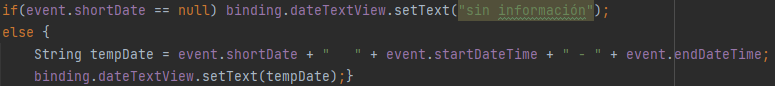 if(event.shortDate == null) binding.dateTextView.setText("sin información");
else {
    String tempDate = event.shortDate + "   " + event.startDateTime + " - " + event.endDateTime;
    binding.dateTextView.setText(tempDate);}